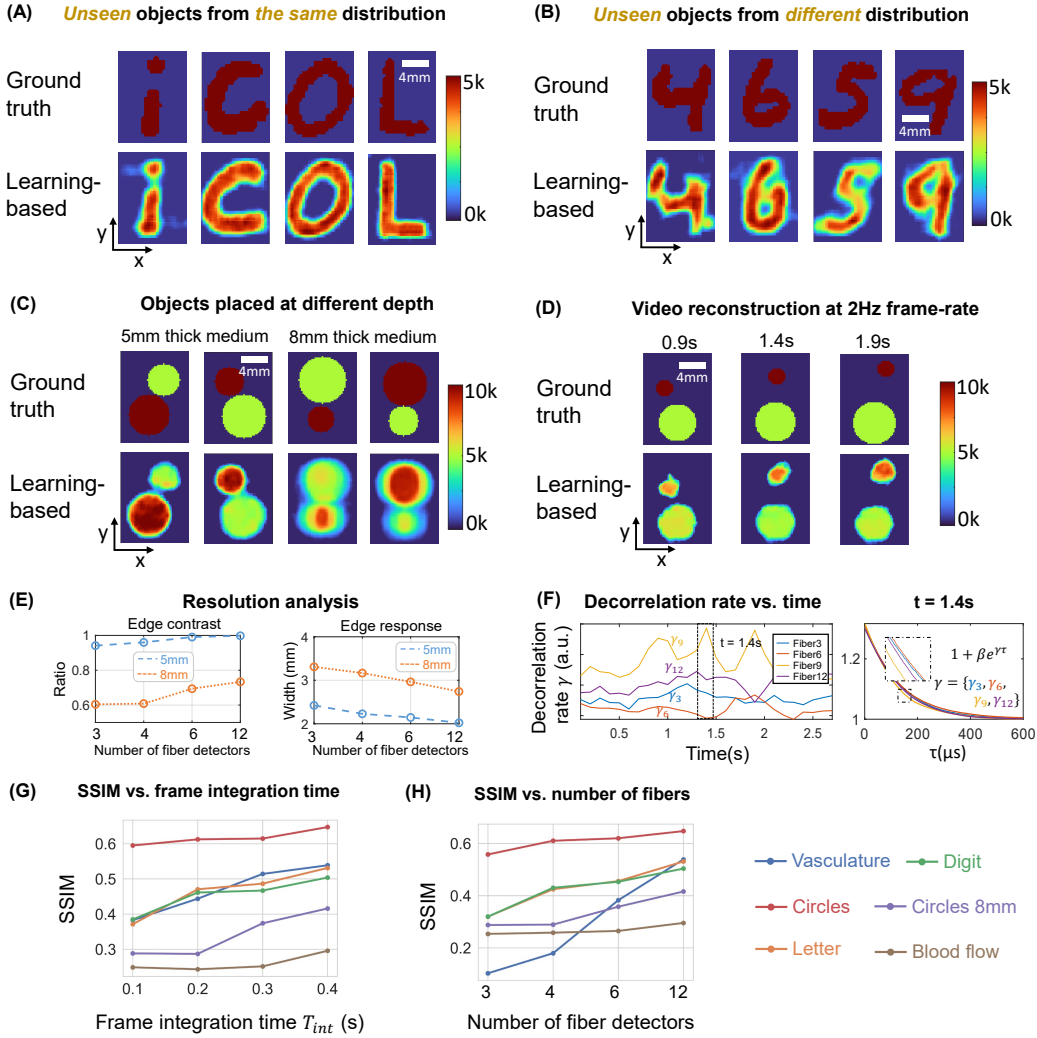 (A) Unseen objects from the same distribution
Ground truth
4mm
5k
0k
Learning-based
y
x
(B) Unseen objects from different distribution
Ground truth
4mm
5k
0k
Learning-based
y
x
(C) Objects placed at different depth
5mm thick medium 8mm thick medium
Ground truth
4mm
10k
0k
Learning-based
y
x
(D) Video reconstruction at 2Hz frame-rate
0.9s 1.4s 1.9s
Ground truth
4mm
10k
0k
Learning-based
y
x
(E) Resolution analysis
Edge contrast
Ratio
1
0.8
0.6
5mm
8mm
3 4 6 12
Number of fiber detectors
Edge response
Width (mm)
4
3
2
5mm
8mm
3 4 6 12
Number of fiber detectors
(F) Decorrelation rate vs. time
Decorrelation rate γ (a.u.)
γ9
γ12
γ3
γ6
t = 1.4s
Fiber3
Fiber6
Fiber9
Fiber12
0.5 1 1.5 2 2.5
Time(s)
t = 1.4s
1.2
1
1 + βe^γτ
γ = {γ3, γ6,
γ9, γ12}
0 200 400 600
τ(μs)
(G) SSIM vs. frame integration time
SSIM
0.6
0.5
0.4
0.3
0.1 0.2 0.3 0.4
Frame integration time Tint (s)
(H) SSIM vs. number of fibers
SSIM
0.6
0.4
0.2
3 4 6 12
Number of fiber detectors
Vasculature Digit
Circles Circles 8mm
Letter Blood flow